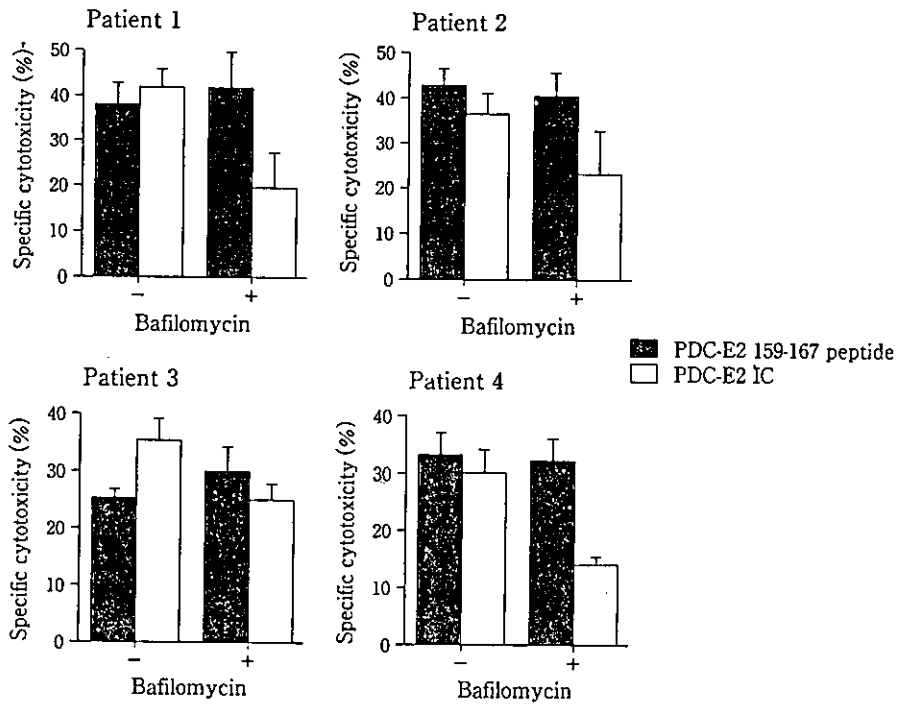 Patient 1
Specific cytotoxicity (%)
50
40
30
20
10
0
− +
Bafilomycin
Patient 2
Specific cytotoxicity (%)
50
40
30
20
10
0
− +
Bafilomycin
PDC-E2 159-167 peptide
PDC-E2 IC
Patient 3
Specific cytotoxicity (%)
40
30
20
10
0
− +
Bafilomycin
Patient 4
Specific cytotoxicity (%)
40
30
20
10
0
− +
Bafilomycin